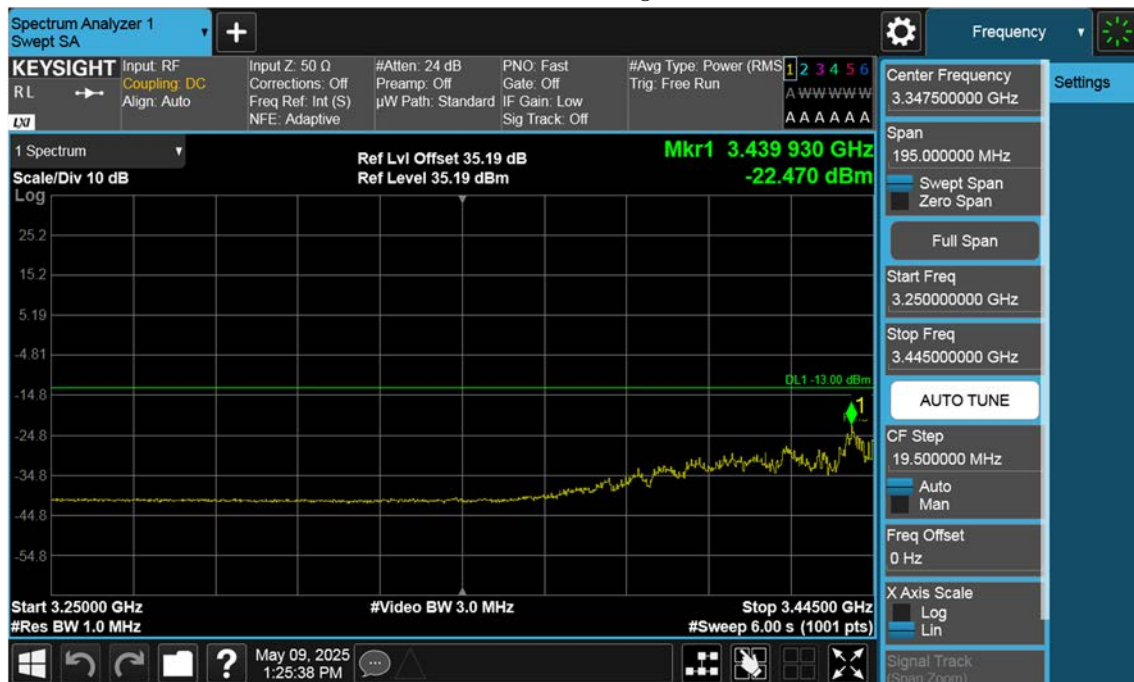 Spectrum Analyzer 1
Swept SA
Frequency
KEYSIGHT
RL
LXI
Input: RF
Coupling: DC
Align: Auto
Input Z: 50 Ω
Corrections: Off
Freq Ref: Int (S)
NFE: Adaptive
#Atten: 24 dB
Preamp: Off
µW Path: Standard
PNO: Fast
Gate: Off
IF Gain: Low
Sig Track: Off
#Avg Type: Power (RMS
Trig: Free Run
1 2 3 4 5 6
A W W W W W
A A A A A A
1 Spectrum
Scale/Div 10 dB
Ref Lvl Offset 35.19 dB
Ref Level 35.19 dBm
Mkr1 3.439 930 GHz
-22.470 dBm
Log
25.2
15.2
5.19
-4.81
-14.8
-24.8
-34.8
-44.8
-54.8
DL1 -13.00 dBm
1
Start 3.25000 GHz
#Res BW 1.0 MHz
#Video BW 3.0 MHz
Stop 3.44500 GHz
#Sweep 6.00 s (1001 pts)
Center Frequency
3.347500000 GHz
Span
195.000000 MHz
Swept Span
Zero Span
Full Span
Start Freq
3.250000000 GHz
Stop Freq
3.445000000 GHz
AUTO TUNE
CF Step
19.500000 MHz
Auto
Man
Freq Offset
0 Hz
X Axis Scale
Log
Lin
Signal Track
(Span Zoom)
Settings
?
May 09, 2025
1:25:38 PM